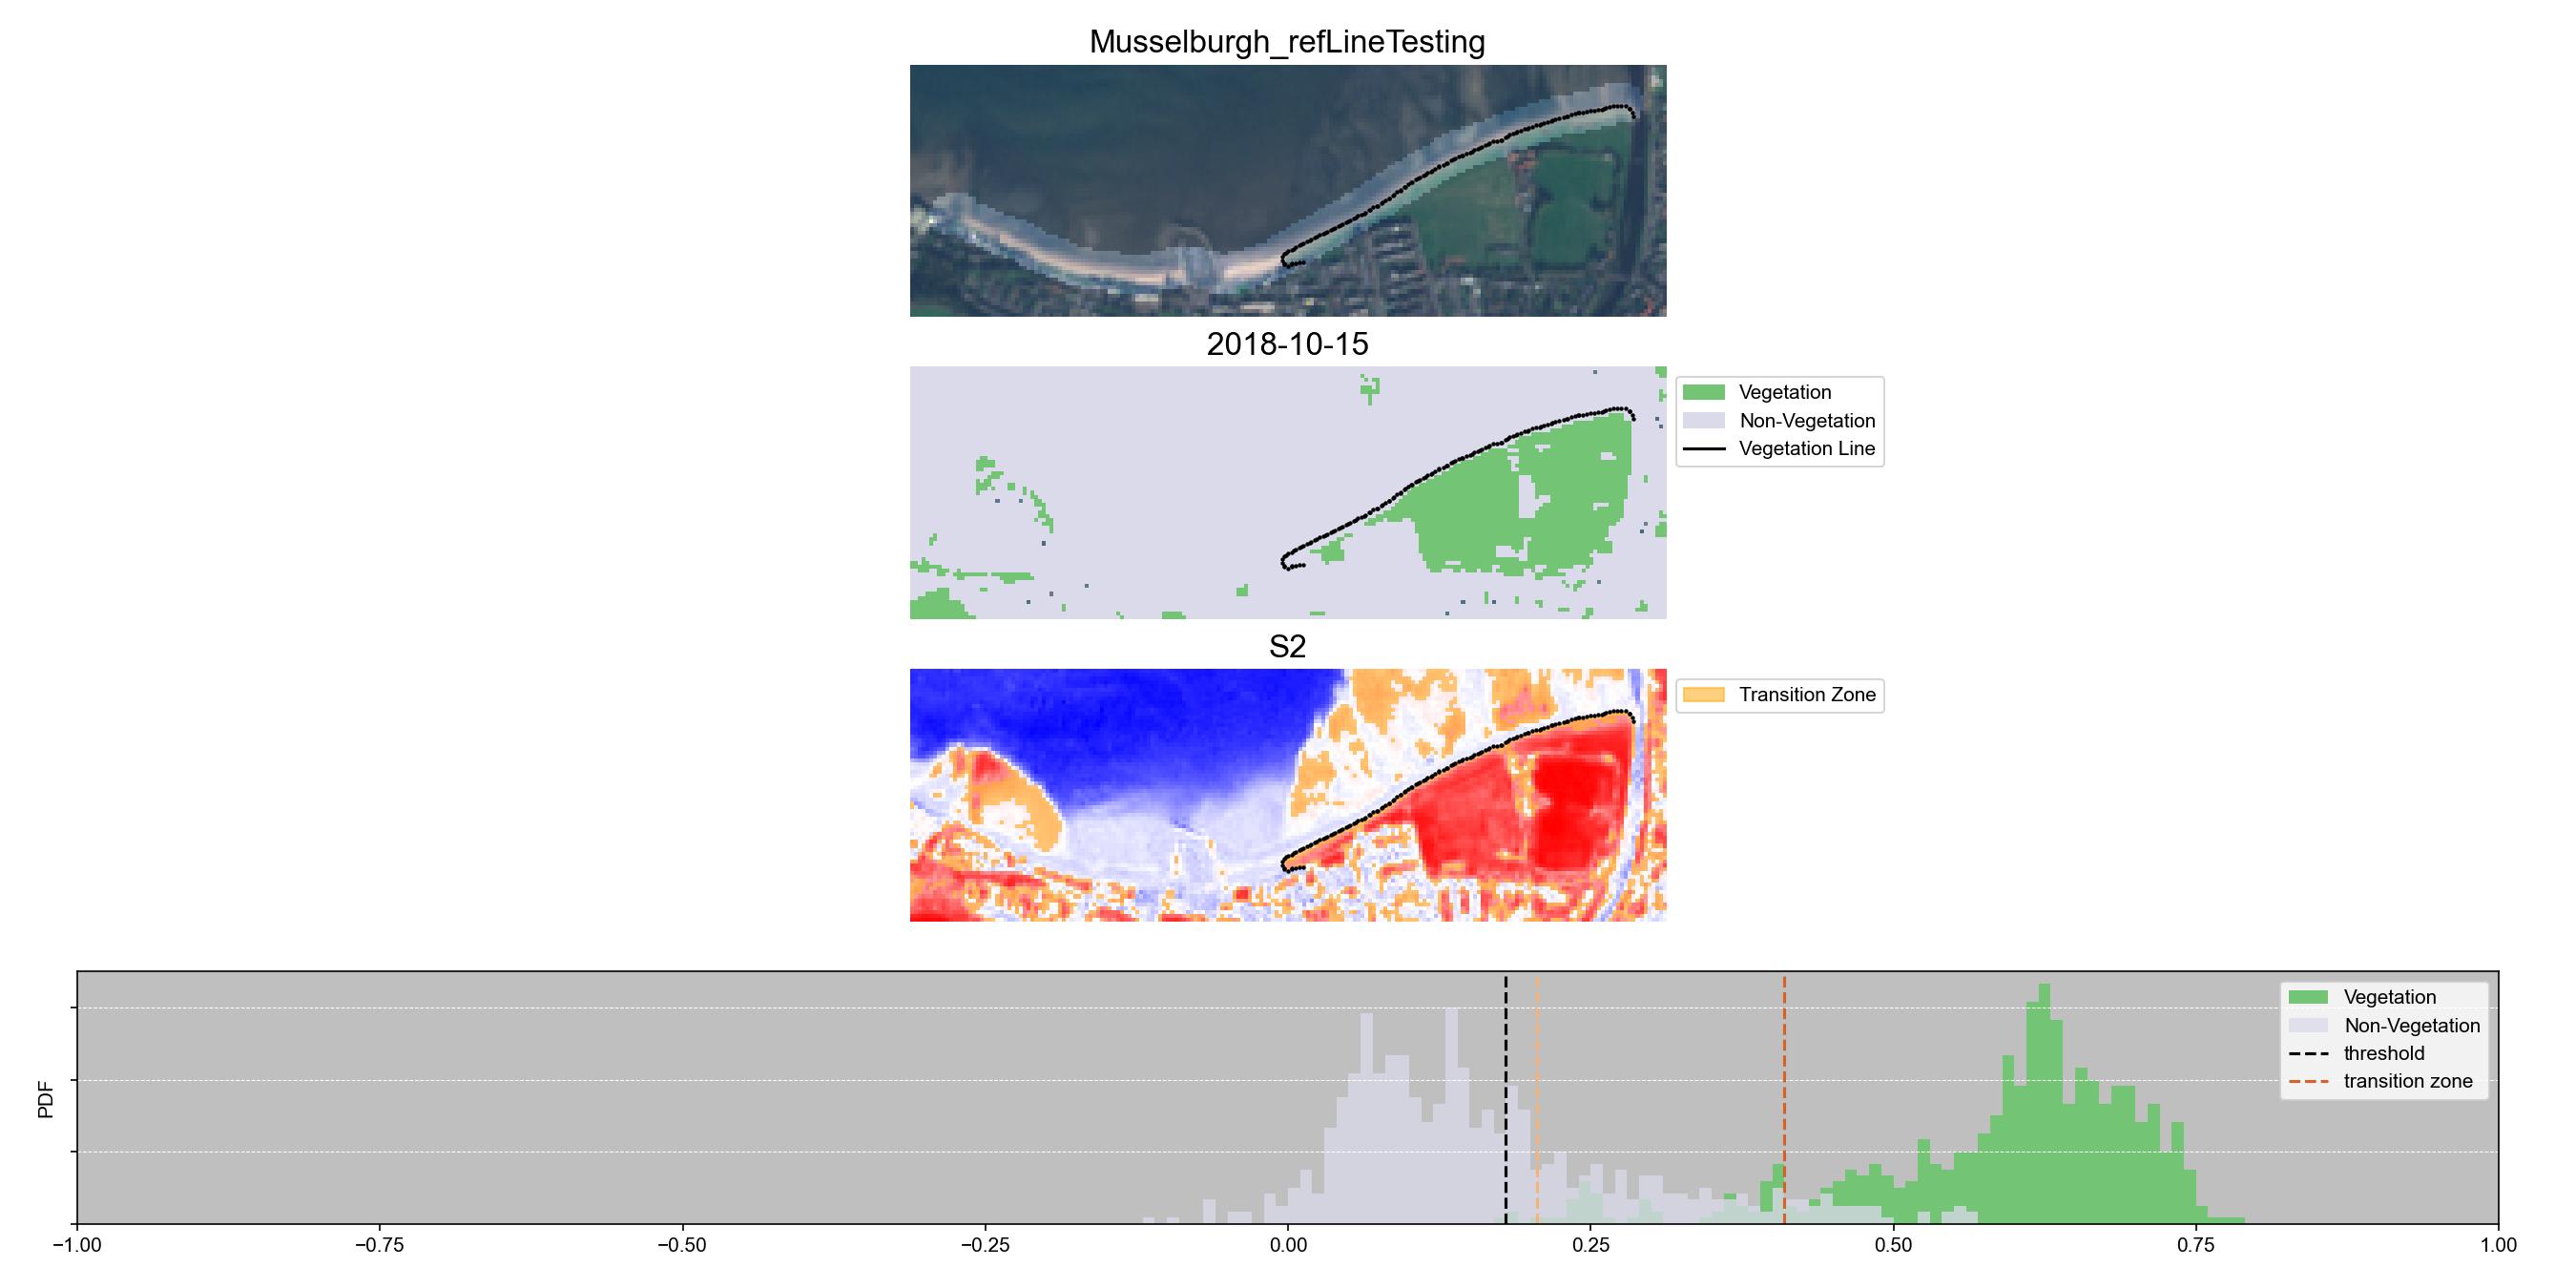 Musselburgh_refLineTesting
2018-10-15
Vegetation
Non-Vegetation
Vegetation Line
S2
Transition Zone
PDF
Vegetation
Non-Vegetation
threshold
transition zone
−1.00 −0.75 −0.50 −0.25 0.00 0.25 0.50 0.75 1.00